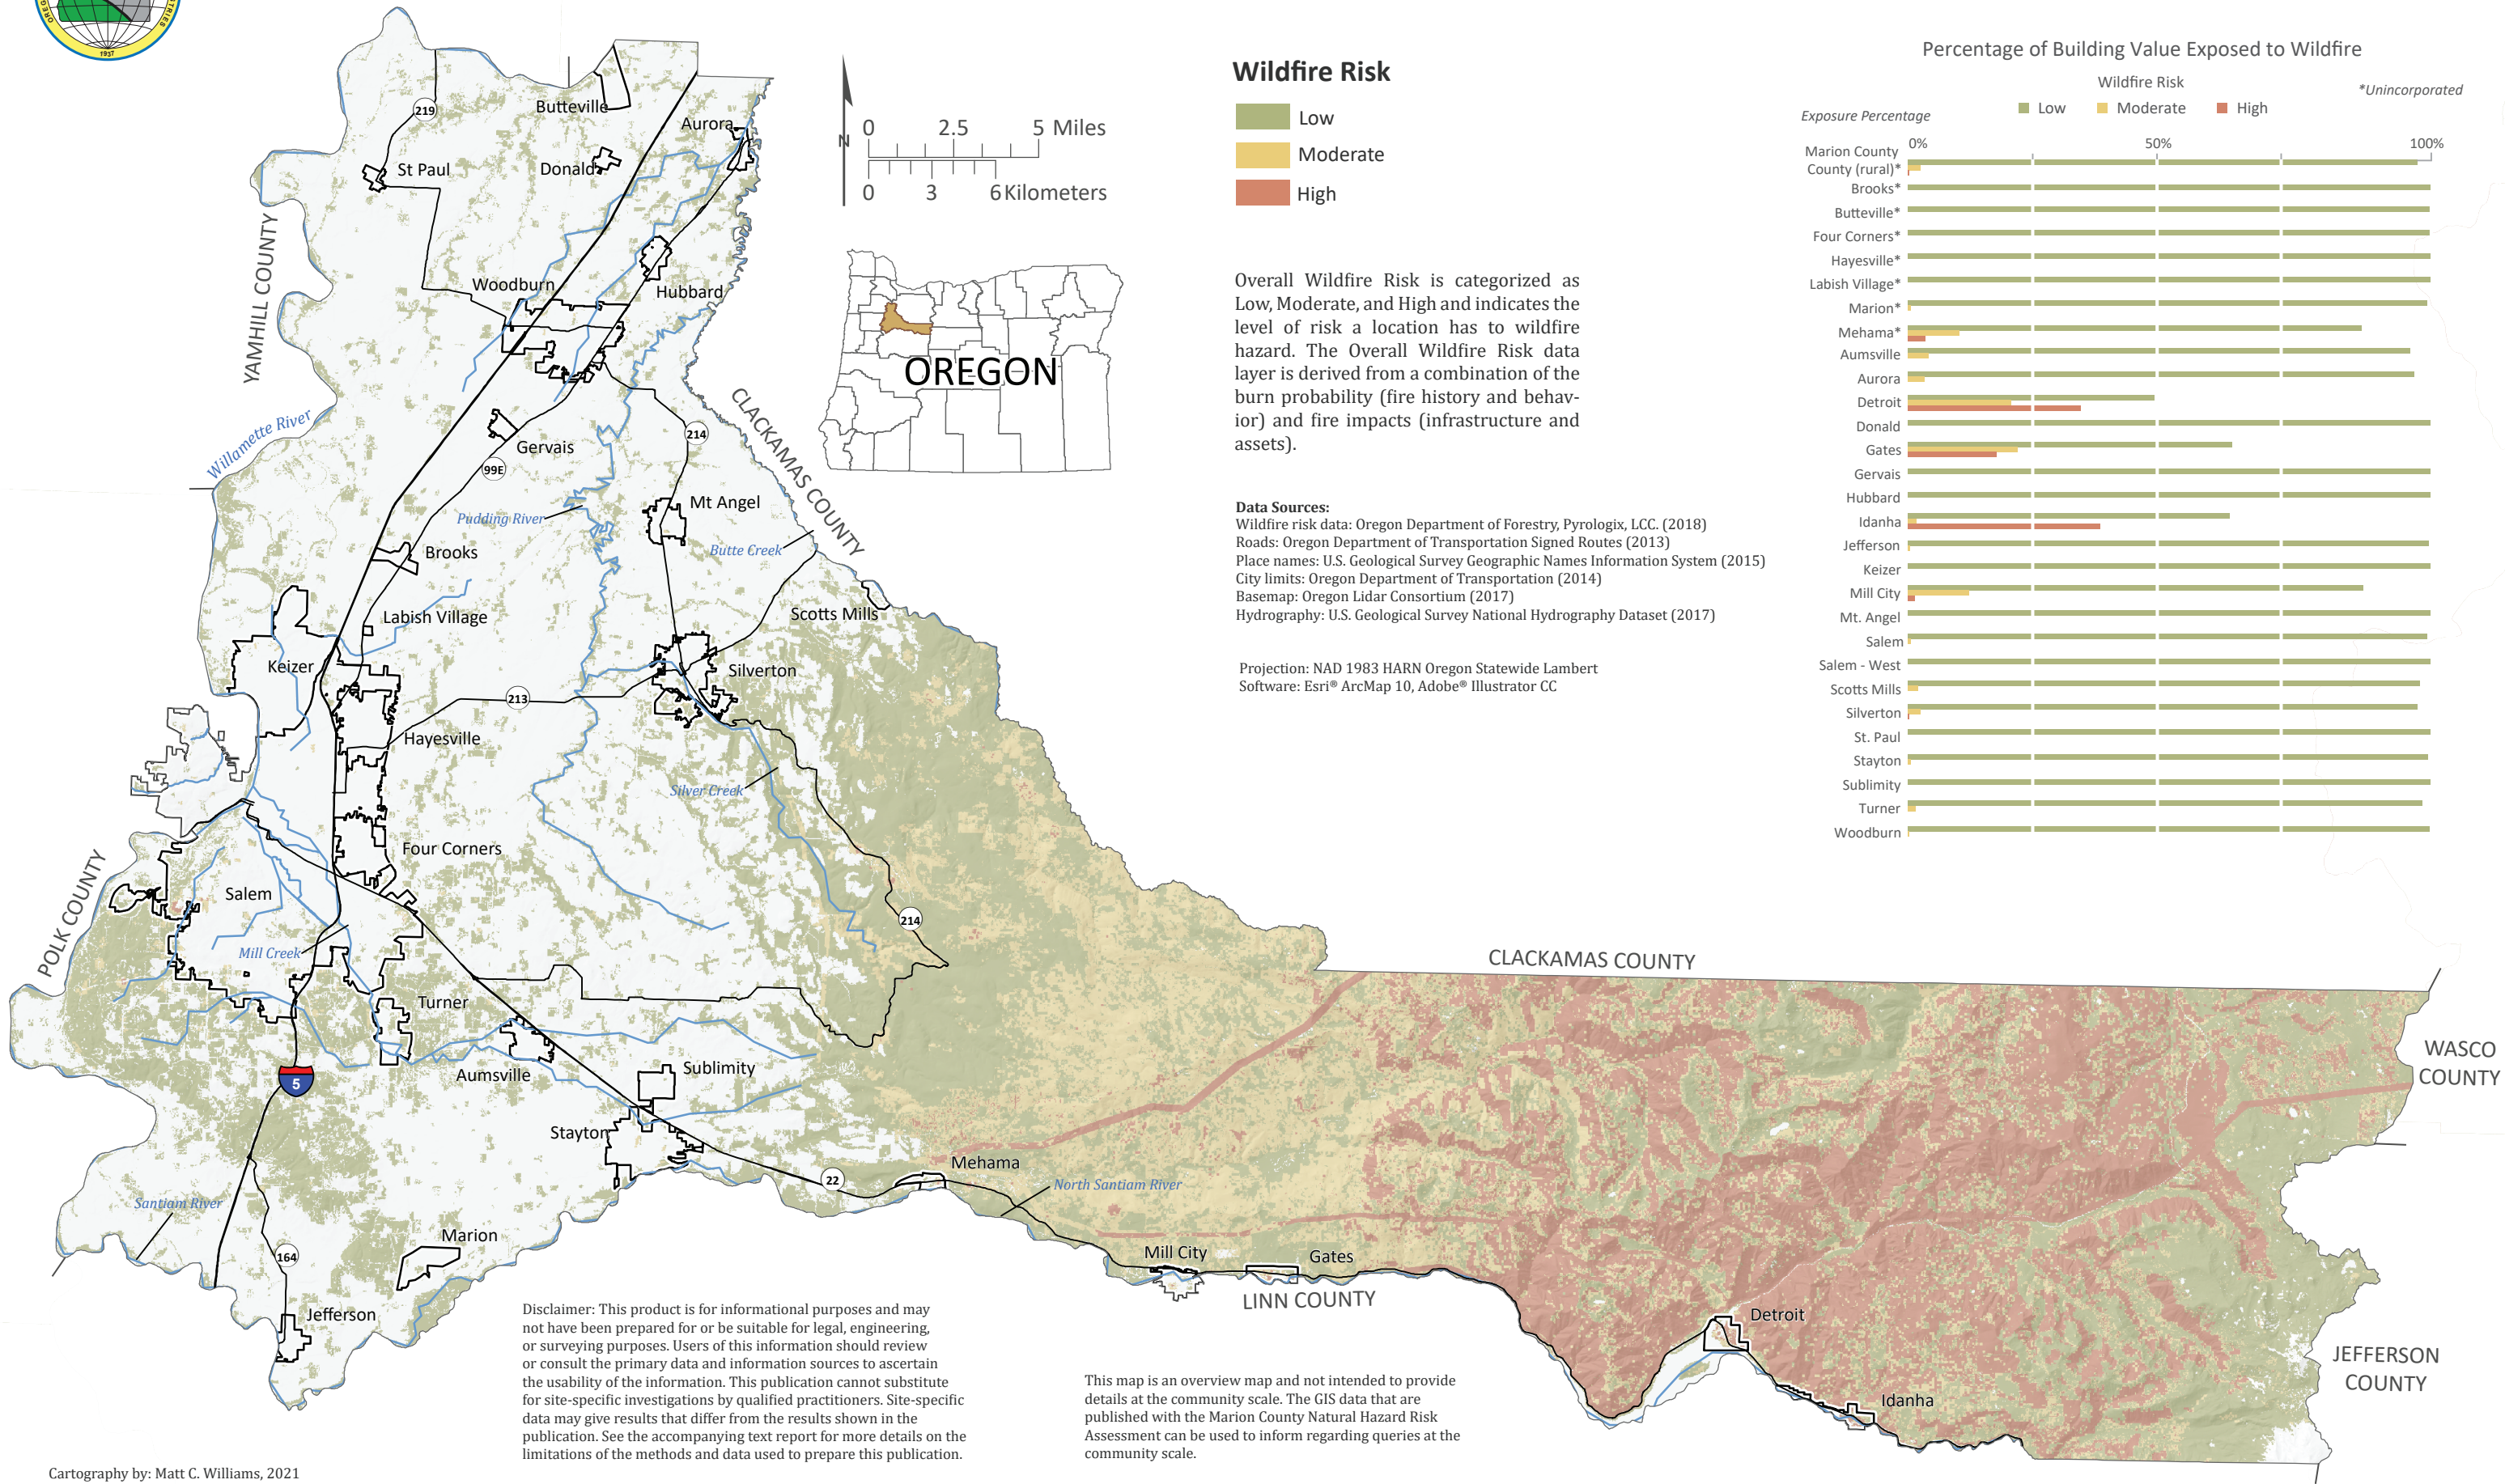 OREG
STRIES
1937
219
Butteville
Aurora
St Paul
Donald
YAMHILL COUNTY
Woodburn
Hubbard
Willamette River
CLACKAMAS COUNTY
Gervais
214
99E
Mt Angel
Pudding River
Butte Creek
Brooks
Labish Village
Scotts Mills
Keizer
Silverton
213
Hayesville
Silver Creek
Four Corners
POLK COUNTY
Salem
214
Mill Creek
Turner
Aumsville
Sublimity
5
Stayton
Mehama
22
North Santiam River
Santiam River
Marion
164
Mill City
Gates
Jefferson
LINN COUNTY
Detroit
Idanha
CLACKAMAS COUNTY
WASCO
COUNTY
JEFFERSON
COUNTY
N
0 2.5 5 Miles
0 3 6 Kilometers
OREGON
Wildfire Risk
Low
Moderate
High
Overall Wildfire Risk is categorized as
Low, Moderate, and High and indicates the
level of risk a location has to wildfire
hazard. The Overall Wildfire Risk data
layer is derived from a combination of the
burn probability (fire history and behav-
ior) and fire impacts (infrastructure and
assets).
Data Sources:
Wildfire risk data: Oregon Department of Forestry, Pyrologix, LCC. (2018)
Roads: Oregon Department of Transportation Signed Routes (2013)
Place names: U.S. Geological Survey Geographic Names Information System (2015)
City limits: Oregon Department of Transportation (2014)
Basemap: Oregon Lidar Consortium (2017)
Hydrography: U.S. Geological Survey National Hydrography Dataset (2017)
Projection: NAD 1983 HARN Oregon Statewide Lambert
Software: Esri® ArcMap 10, Adobe® Illustrator CC
Percentage of Building Value Exposed to Wildfire
Wildfire Risk
*Unincorporated
Low Moderate High
Exposure Percentage
0% 50% 100%
Marion County
County (rural)*
Brooks*
Butteville*
Four Corners*
Hayesville*
Labish Village*
Marion*
Mehama*
Aumsville
Aurora
Detroit
Donald
Gates
Gervais
Hubbard
Idanha
Jefferson
Keizer
Mill City
Mt. Angel
Salem
Salem - West
Scotts Mills
Silverton
St. Paul
Stayton
Sublimity
Turner
Woodburn
Disclaimer: This product is for informational purposes and may
not have been prepared for or be suitable for legal, engineering,
or surveying purposes. Users of this information should review
or consult the primary data and information sources to ascertain
the usability of the information. This publication cannot substitute
for site-specific investigations by qualified practitioners. Site-specific
data may give results that differ from the results shown in the
publication. See the accompanying text report for more details on the
limitations of the methods and data used to prepare this publication.
This map is an overview map and not intended to provide
details at the community scale. The GIS data that are
published with the Marion County Natural Hazard Risk
Assessment can be used to inform regarding queries at the
community scale.
Cartography by: Matt C. Williams, 2021